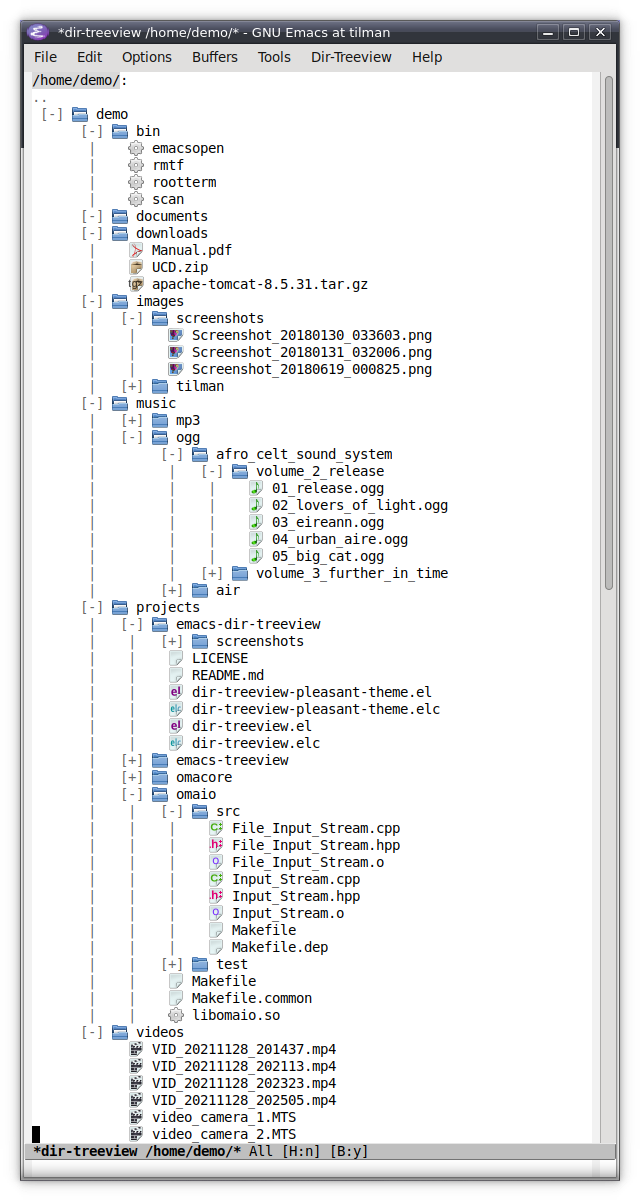 *dir-treeview /home/demo/* - GNU Emacs at tilman
File Edit Options Buffers Tools Dir-Treeview Help
/home/demo/:
..
[-] demo
[-] bin
emacsopen
rmtf
rootterm
scan
[-] documents
[-] downloads
Manual.pdf
UCD.zip
apache-tomcat-8.5.31.tar.gz
[-] images
[-] screenshots
Screenshot_20180130_033603.png
Screenshot_20180131_032006.png
Screenshot_20180619_000825.png
[+] tilman
[-] music
[+] mp3
[-] ogg
[-] afro_celt_sound_system
[-] volume_2_release
01_release.ogg
02_lovers_of_light.ogg
03_eireann.ogg
04_urban_aire.ogg
05_big_cat.ogg
[+] volume_3_further_in_time
[+] air
[-] projects
[-] emacs-dir-treeview
[+] screenshots
LICENSE
README.md
el dir-treeview-pleasant-theme.el
elc dir-treeview-pleasant-theme.elc
el dir-treeview.el
elc dir-treeview.elc
[+] emacs-treeview
[+] omacore
[-] omaio
[-] src
C++ File_Input_Stream.cpp
.h++ File_Input_Stream.hpp
O File_Input_Stream.o
C++ Input_Stream.cpp
.h++ Input_Stream.hpp
O Input_Stream.o
Makefile
Makefile.dep
[+] test
Makefile
Makefile.common
libomaio.so
[-] videos
VID_20211128_201437.mp4
VID_20211128_202113.mp4
VID_20211128_202323.mp4
VID_20211128_202505.mp4
video_camera_1.MTS
video_camera_2.MTS
*dir-treeview /home/demo/* All [H:n] [B:y]